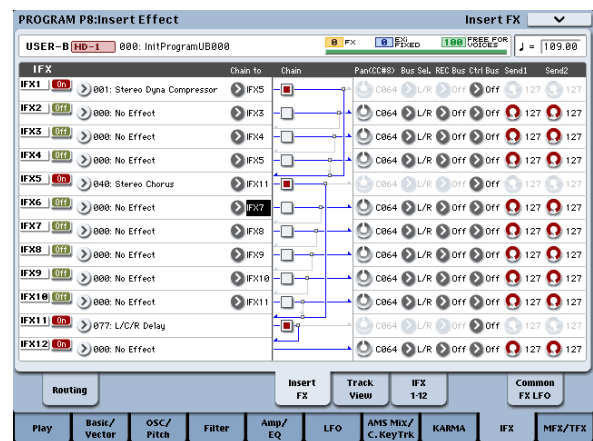 PROGRAM P8:Insert Effect Insert FX
USER-B HD-1 000: InitProgramUB000 0 FX 0 EXi FIXED 100 FREE FOR VOICES ♩ = 109.00
IFX Chain to Chain Pan(CC#8) Bus Sel. REC Bus Ctrl Bus Send1 Send2
IFX1 On 001: Stereo Dyna Compressor IFX5 C064 L/R Off Off 127 127
IFX2 Off 000: No Effect IFX3 C064 L/R Off Off 127 127
IFX3 Off 000: No Effect IFX4 C064 L/R Off Off 127 127
IFX4 Off 000: No Effect IFX5 C064 L/R Off Off 127 127
IFX5 On 040: Stereo Chorus IFX11 C064 L/R Off Off 127 127
IFX6 Off 000: No Effect IFX7 C064 L/R Off Off 127 127
IFX7 Off 000: No Effect IFX8 C064 L/R Off Off 127 127
IFX8 Off 000: No Effect IFX9 C064 L/R Off Off 127 127
IFX9 Off 000: No Effect IFX10 C064 L/R Off Off 127 127
IFX10 Off 000: No Effect IFX11 C064 L/R Off Off 127 127
IFX11 On 077: L/C/R Delay C064 L/R Off Off 127 127
IFX12 On 000: No Effect C064 L/R Off Off 127 127
Routing Insert FX Track View IFX 1-12 Common FX LFO
Play Basic/Vector OSC/Pitch Filter Amp/EQ LFO AMS Mix/C.KeyTrk KARMA IFX MFX/TFX